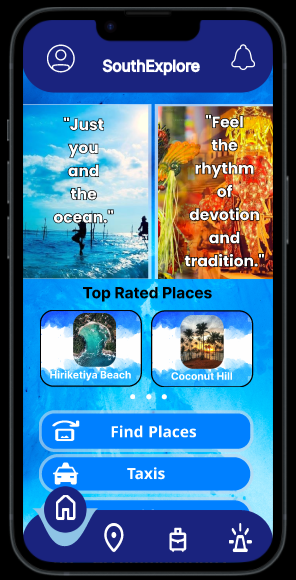 SouthExplore
"Just
you
and
the
ocean."
"Feel
the
rhythm
of
devotion
and
tradition."
Top Rated Places
Hiriketiya Beach
Coconut Hill
Find Places
Taxis